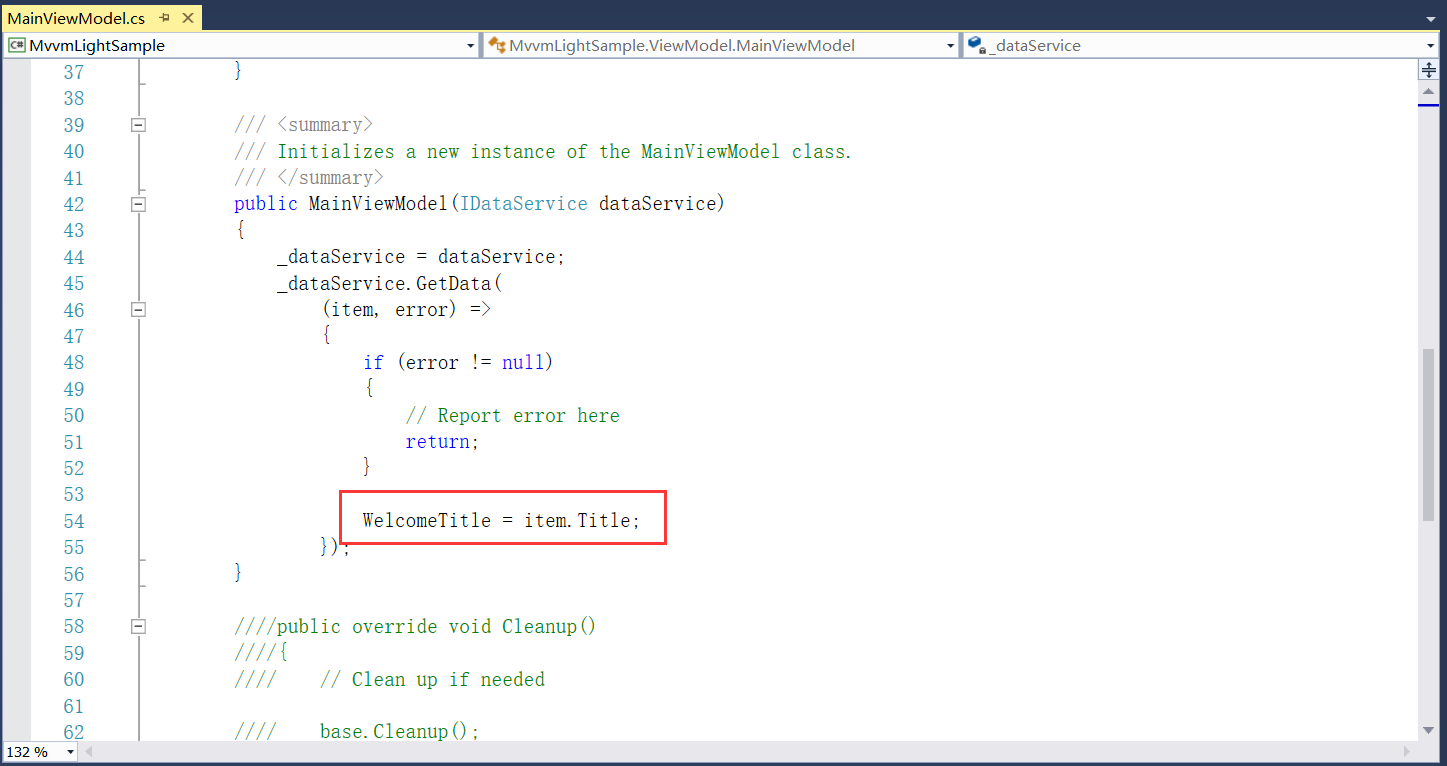 MainViewModel.cs
C# MvvmLightSample MvvmLightSample.ViewModel.MainViewModel _dataService
37 }
38
39 /// <summary>
40 /// Initializes a new instance of the MainViewModel class.
41 /// </summary>
42 public MainViewModel(IDataService dataService)
43 {
44 _dataService = dataService;
45 _dataService.GetData(
46 (item, error) =>
47 {
48 if (error != null)
49 {
50 // Report error here
51 return;
52 }
53
54 WelcomeTitle = item.Title;
55 });
56 }
57
58 ////public override void Cleanup()
59 ////{
60 //// // Clean up if needed
61
62 //// base.Cleanup();
132 %